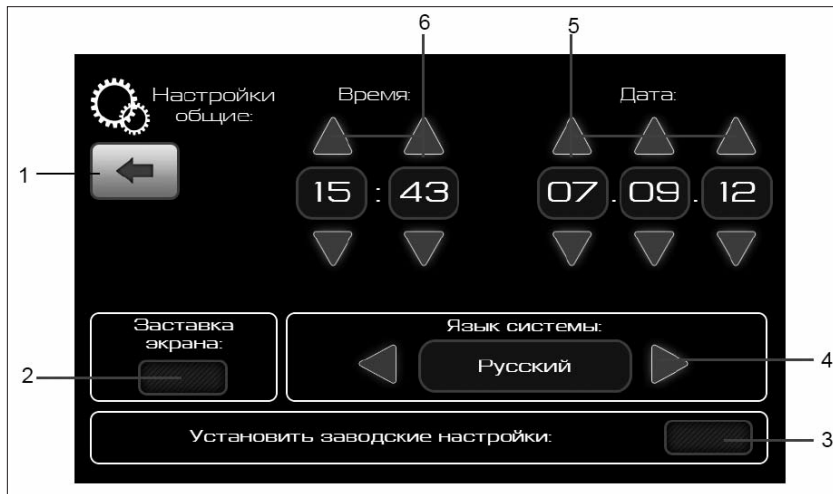 6 5
Настройки общие:
Время:
Дата:
1
15 : 43
07.09.12
Заставка экрана:
Язык системы:
2
Русский
4
Установить заводские настройки:
3